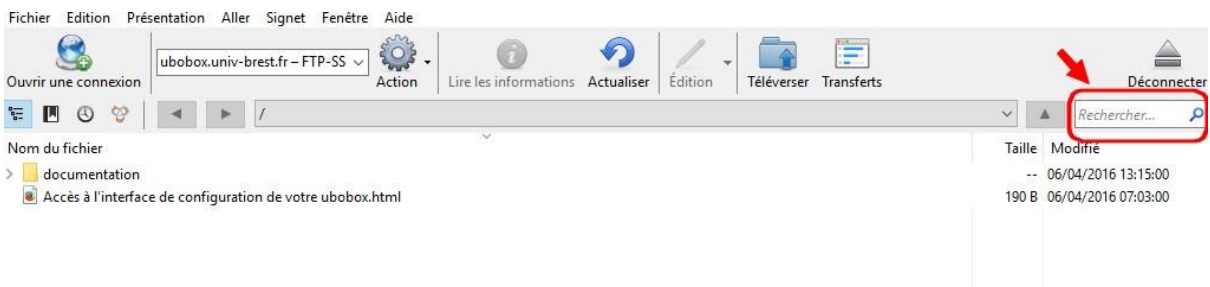 Fichier Edition Présentation Aller Signet Fenêtre Aide
ubobox.univ-brest.fr – FTP-SS
Ouvrir une connexion Action Lire les informations Actualiser Édition Téléverser Transferts Déconnecter
/ Rechercher...
Nom du fichier Taille Modifié
documentation -- 06/04/2016 13:15:00
Accès à l'interface de configuration de votre ubobox.html 190 B 06/04/2016 07:03:00